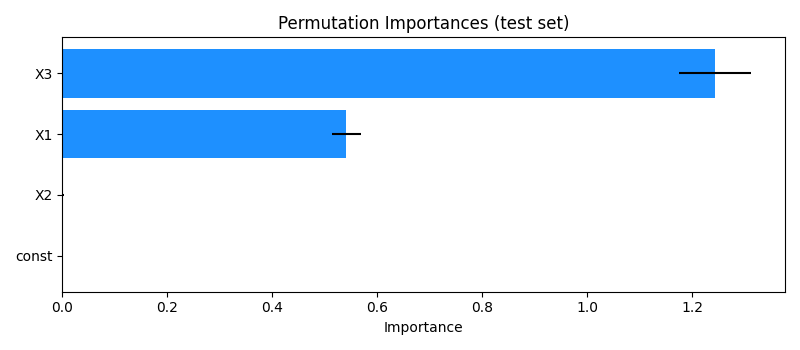 Permutation Importances (test set)
X3
X1
X2
const
0.0 0.2 0.4 0.6 0.8 1.0 1.2
Importance